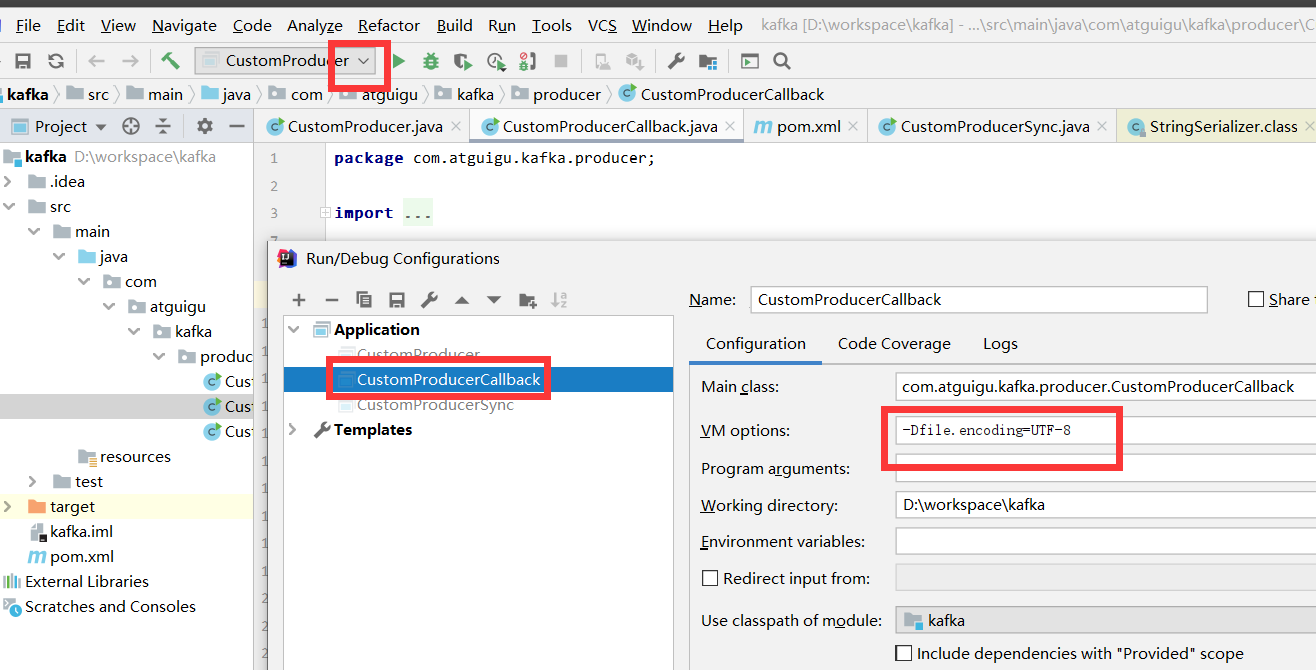 File Edit View Navigate Code Analyze Refactor Build Run Tools VCS Window Help kafka [D:\workspace\kafka] - ...\src\main\java\com\atguigu\kafka\producer\C
CustomProducer
kafka src main java com atguigu kafka producer CustomProducerCallback
Project CustomProducer.java CustomProducerCallback.java pom.xml CustomProducerSync.java StringSerializer.class
kafka D:\workspace\kafka
.idea
src
main
java
com
atguigu
kafka
produc
Cust
Cust
Cust
resources
test
target
kafka.iml
pom.xml
External Libraries
Scratches and Consoles
1 package com.atguigu.kafka.producer;
2
3 import ...
Run/Debug Configurations
Application
CustomProducer
CustomProducerCallback
CustomProducerSync
Templates
Name: CustomProducerCallback Share
Configuration Code Coverage Logs
Main class: com.atguigu.kafka.producer.CustomProducerCallback
VM options: -Dfile.encoding=UTF-8
Program arguments:
Working directory: D:\workspace\kafka
Environment variables:
Redirect input from:
Use classpath of module: kafka
Include dependencies with "Provided" scope